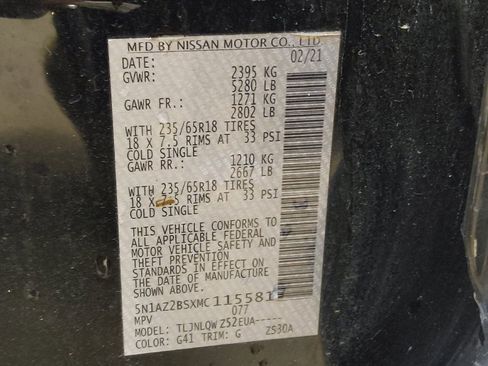 MFD BY NISSAN MOTOR CO., LTD
DATE: 02/21
GVWR: 2395 KG
5280 LB
GAWR FR.: 1271 KG
2802 LB
WITH 235/65R18 TIRES
18 X 7.5 RIMS AT 33 PSI
COLD SINGLE
GAWR RR.: 1210 KG
2667 LB
WITH 235/65R18 TIRES
18 X 7.5 RIMS AT 33 PSI
COLD SINGLE
THIS VEHICLE CONFORMS TO
ALL APPLICABLE FEDERAL
MOTOR VEHICLE SAFETY AND
THEFT PREVENTION
STANDARDS IN EFFECT ON
THE DATE OF MANUFACTURE
SHOWN ABOVE.
5N1AZ2BSXMC115581
MPV 077
MODEL: TLJNLQWZ52EUA-----
COLOR: G41 TRIM: G ZS30A